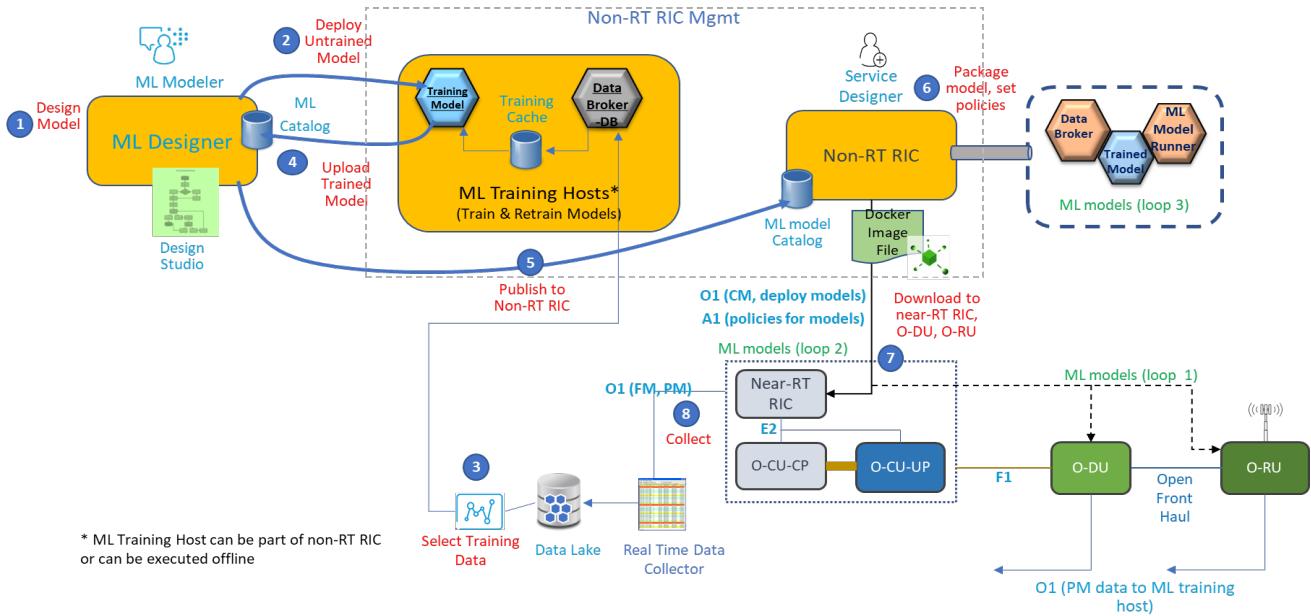 Non-RT RIC Mgmt
2
Deploy
Untrained
Model
ML Modeler
1
Design
Model
ML Designer
ML
Catalog
4
Upload
Trained
Model
Design
Studio
Training
Model
Training
Cache
Data
Broker
-DB
ML Training Hosts*
(Train & Retrain Models)
5
Publish to
Non-RT RIC
Service
Designer
6
Package
model, set
policies
Non-RT RIC
ML model
Catalog
Docker
Image
File
Data
Broker
Trained
Model
ML
Model
Runner
ML models (loop 3)
O1 (CM, deploy models)
A1 (policies for models)
Download to
near-RT RIC,
O-DU, O-RU
7
ML models (loop 2)
O1 (FM, PM)
8
Collect
Near-RT
RIC
E2
O-CU-CP
O-CU-UP
ML models (loop 1)
F1
O-DU
Open
Front
Haul
O-RU
3
Select Training
Data
Data Lake
Real Time Data
Collector
* ML Training Host can be part of non-RT RIC
or can be executed offline
O1 (PM data to ML training
host)